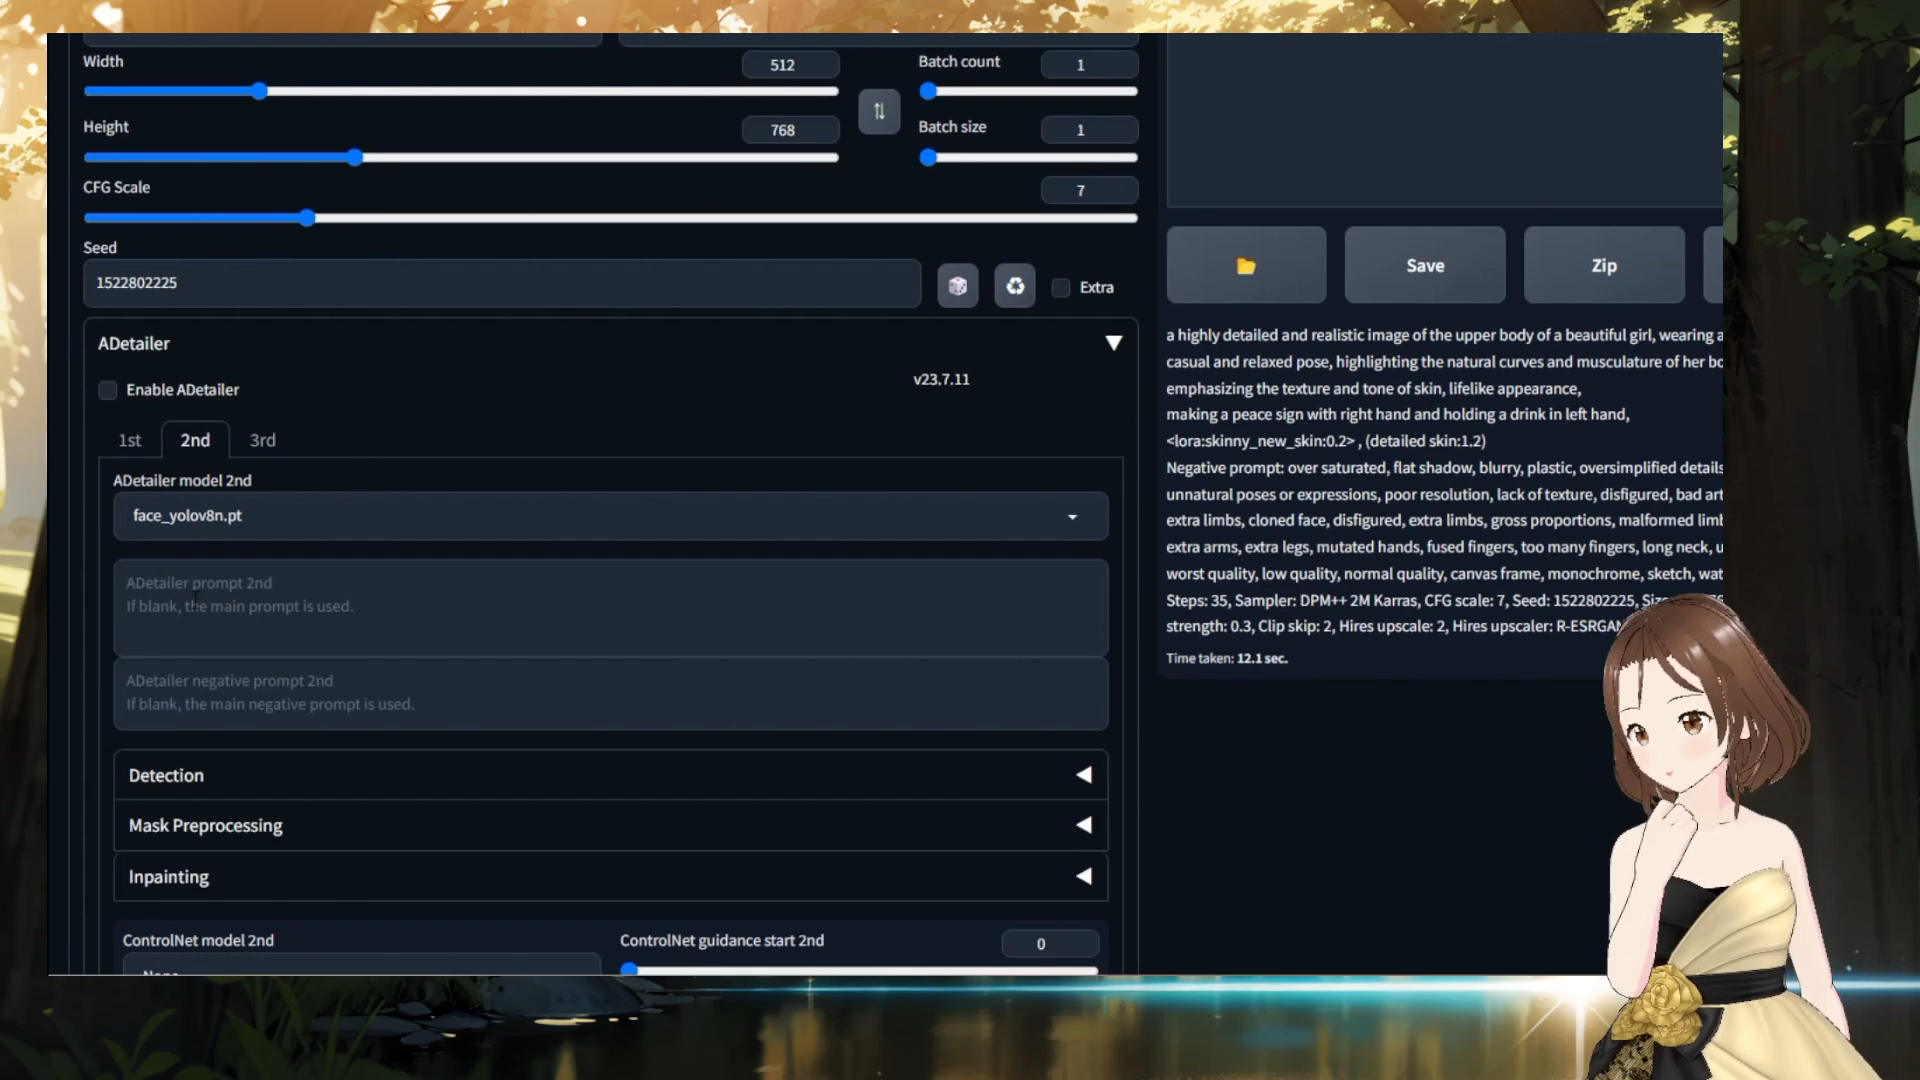 Width
512
Batch count
1
Height
768
Batch size
1
CFG Scale
7
Seed
1522802225
Extra
Save
Zip
ADetailer
v23.7.11
Enable ADetailer
1st
2nd
3rd
ADetailer model 2nd
face_yolov8n.pt
ADetailer prompt 2nd
If blank, the main prompt is used.
ADetailer negative prompt 2nd
If blank, the main negative prompt is used.
Detection
Mask Preprocessing
Inpainting
ControlNet model 2nd
ControlNet guidance start 2nd
0
a highly detailed and realistic image of the upper body of a beautiful girl, wearing a
casual and relaxed pose, highlighting the natural curves and musculature of her
emphasizing the texture and tone of skin, lifelike appearance,
making a peace sign with right hand and holding a drink in left hand,
<lora:skinny_new_skin:0.2> , (detailed skin:1.2)
Negative prompt: over saturated, flat shadow, blurry, plastic, oversimplified details
unnatural poses or expressions, poor resolution, lack of texture, disfigured, bad
extra limbs, cloned face, disfigured, extra limbs, gross proportions, malformed
extra arms, extra legs, mutated hands, fused fingers, too many fingers, long neck,
worst quality, low quality, normal quality, canvas frame, monochrome, sketch,
Steps: 35, Sampler: DPM++ 2M Karras, CFG scale: 7, Seed: 1522802225,
strength: 0.3, Clip skip: 2, Hires upscale: 2, Hires upscaler:
Time taken: 12.1 sec.